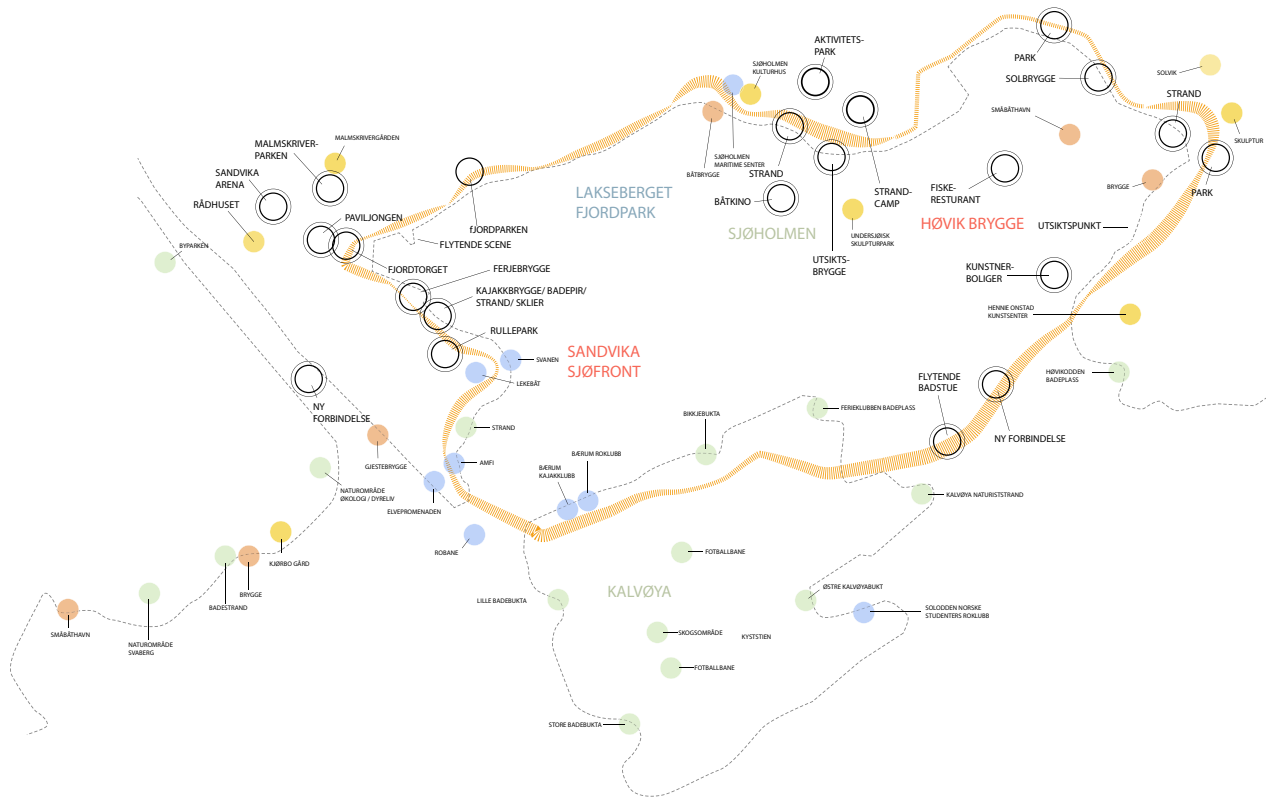 PARK
SOLBRYGGE
SOLVIK
STRAND
SKULPTUR
SMÅBÅTHAVN
BRYGGE
PARK
FISKE-
RESTURANT
HØVIK BRYGGE
UTSIKTSPUNKT
KUNSTNER-
BOLIGER
HENNIE ONSTAD
KUNSTSENTER
HØVIKODDEN
BADEPLASS
AKTIVITETS-
PARK
SJØHOLMEN
KULTURHUS
SJØHOLMEN
MARITIME SENTER
BÅTBRYGGE
STRAND
BÅTKINO
STRAND-
CAMP
UNDERSJØISK
SKULPTURPARK
UTSIKTS-
BRYGGE
SJØHOLMEN
LAKSEBERGET
FJORDPARK
MALMSKRIVERGÅRDEN
MALMSKRIVER-
PARKEN
SANDVIKA
ARENA
RÅDHUSET
PAVILJONGEN
BYPARKEN
fJORDPARKEN
FLYTENDE SCENE
FJORDTORGET
FERJEBRYGGE
KAJAKKBRYGGE/ BADEPIR/
STRAND/ SKLIER
RULLEPARK
SANDVIKA
SJØFRONT
SVANEN
LEKEBÅT
STRAND
AMFI
NY
FORBINDELSE
GJESTEBRYGGE
ELVEPROMENADEN
NATUROMRÅDE
ØKOLOGI / DYRELIV
ROBANE
BÆRUM
KAJAKKLUBB
BÆRUM ROKLUBB
BIKKJEBUKTA
FERIEKLUBBEN BADEPLASS
FLYTENDE
BADSTUE
NY FORBINDELSE
KALVØYA NATURISTSTRAND
KJØRBO GÅRD
BRYGGE
BADESTRAND
SMÅBÅTHAVN
NATUROMRÅDE
SVABERG
LILLE BADEBUKTA
FOTBALLBANE
KALVØYA
ØSTRE KALVØYABUKT
SOLODDEN NORSKE
STUDENTERS ROKLUBB
SKOGSOMRÅDE
KYSTSTIEN
FOTBALLBANE
STORE BADEBUKTA